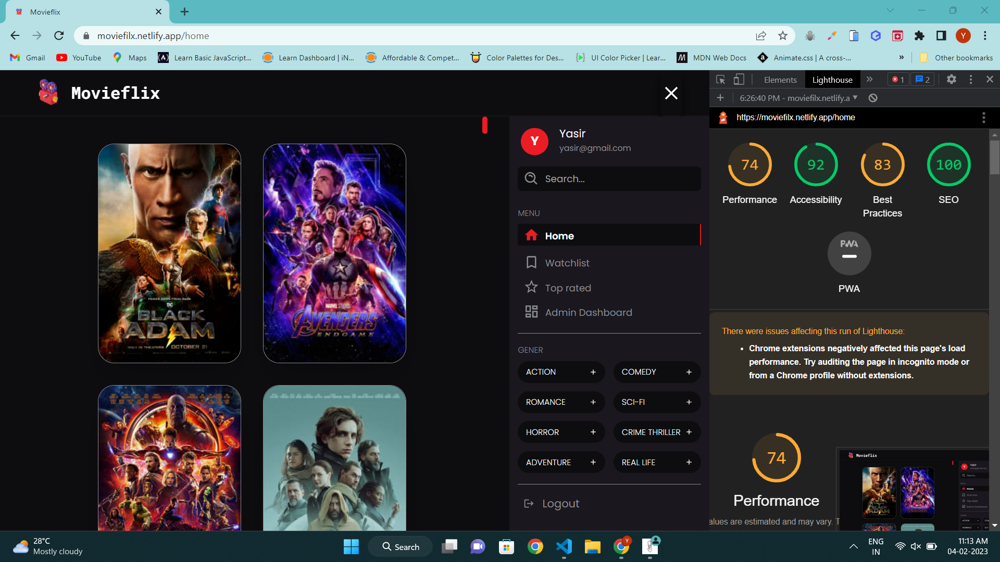 Movieflix
moviefilx.netlify.app/home
Y
Gmail
YouTube
Maps
Learn Basic JavaScript...
Learn Dashboard | iN...
Affordable & Compet...
Color Palettes for Des...
UI Color Picker | Lear...
MDN Web Docs
Animate.css | A cross-...
»
Other bookmarks
Movieflix
Elements
Lighthouse
»
1
2
6:26:40 PM - moviefilx.netlify.a
https://moviefilx.netlify.app/home
Y
Yasir
yasir@gmail.com
Search...
MENU
Home
Watchlist
Top rated
Admin Dashboard
GENER
ACTION +
COMEDY +
ROMANCE +
SCI-FI +
HORROR +
CRIME THRILLER +
ADVENTURE +
REAL LIFE +
Logout
DC
BLACK
ADAM
ONLY IN THEATERS OCTOBER 21
MARVEL STUDIOS
AVENGERS
ENDGAME
74
92
83
100
Performance
Accessibility
Best
Practices
SEO
PWA
PWA
There were issues affecting this run of Lighthouse:
• Chrome extensions negatively affected this page's load
performance. Try auditing the page in incognito mode or
from a Chrome profile without extensions.
74
Performance
alues are estimated and may vary. T
Movieflix
Home
28°C
Mostly cloudy
Search
Y
ENG
IN
11:13 AM
04-02-2023